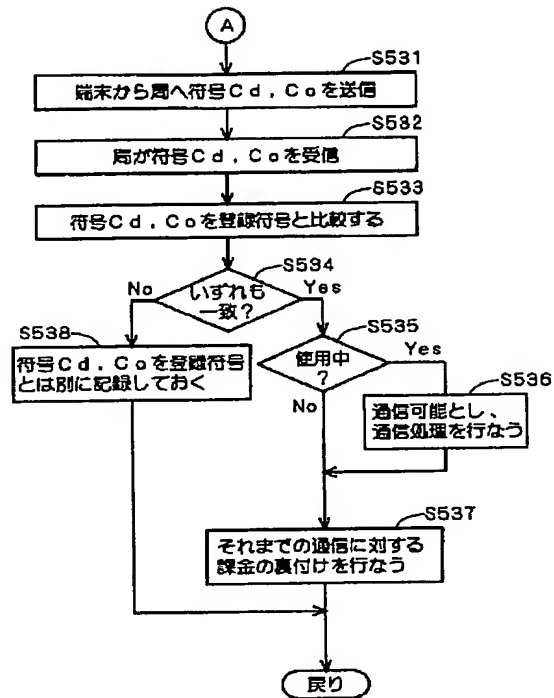 A
S531
端末から局へ符号Cd,Coを送信
S532
局が符号Cd,Coを受信
S533
符号Cd,Coを登録符号と比較する
S534
いずれも
一致?
No
Yes
S538
符号Cd,Coを登録符号
とは別に記録しておく
S535
使用中
?
Yes
No
S536
通信可能とし、
通信処理を行なう
S537
それまでの通信に対する
課金の裏付けを行なう
戻り